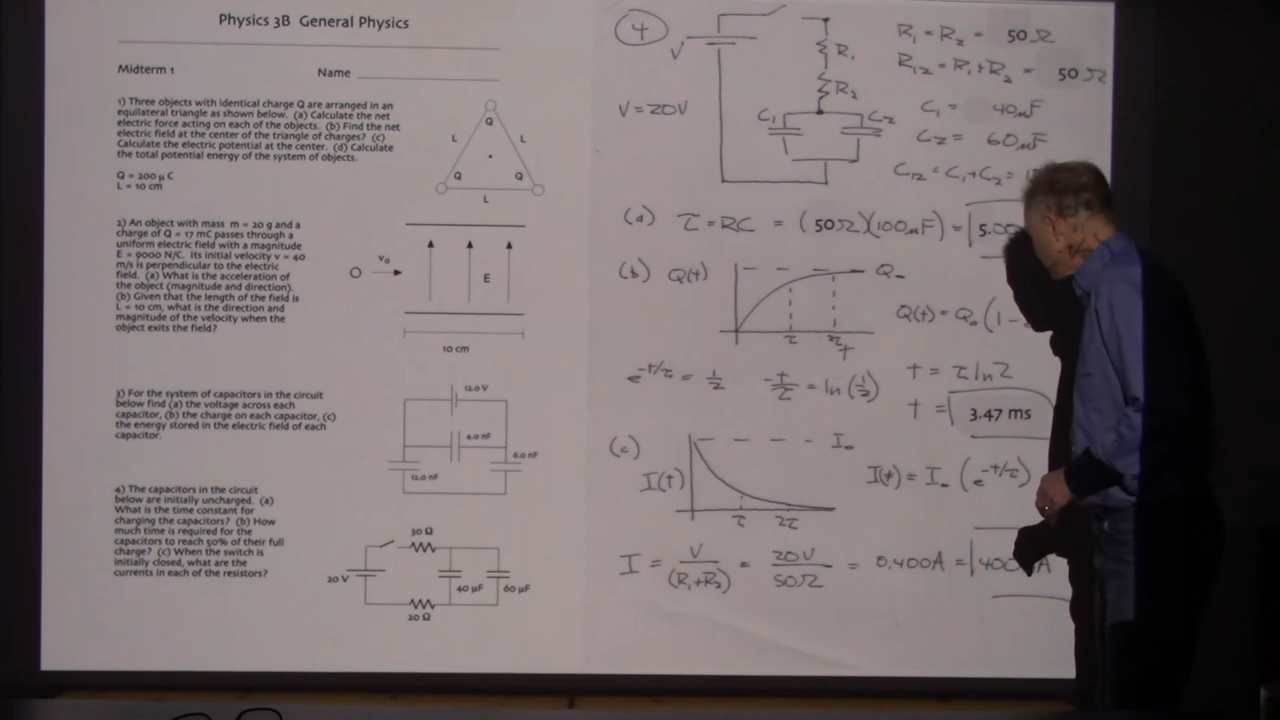 Physics 3B General Physics
Midterm 1 Name
1) Three objects with identical charge Q are arranged in an
equilateral triangle as shown below. (a) Calculate the net
electric force acting on each of the objects. (b) Find the net
electric field at the center of the triangle of charges? (c)
Calculate the electric potential at the center. (d) Calculate
the total potential energy of the system of objects.
Q = 200 μ C
L = 10 cm
Q
L L
Q Q
L
2) An object with mass m = 20 g and a
charge of Q = 17 mC passes through a
uniform electric field with a magnitude
E = 9000 N/C. Its initial velocity v = 40
m/s is perpendicular to the electric
field. (a) What is the acceleration of
the object (magnitude and direction).
(b) Given that the length of the field is
L = 10 cm, what is the direction and
magnitude of the velocity when the
object exits the field?
v₀
E
10 cm
3) For the system of capacitors in the circuit
below find (a) the voltage across each
capacitor, (b) the charge on each capacitor, (c)
the energy stored in the electric field of each
capacitor.
12.0 V
4.0 nF
6.0 nF
12.0 nF
4) The capacitors in the circuit
below are initially uncharged. (a)
What is the time constant for
charging the capacitors? (b) How
much time is required for the
capacitors to reach 50% of their full
charge? (c) When the switch is
initially closed, what are the
currents in each of the resistors?
30 Ω
20 V
40 μF 60 μF
20 Ω
4
V
R₁
R₂
C₁ C₂
V = 20V
R₁ = R₂ = 50 Ω
R₁₂ = R₁ + R₂ = 50 Ω
C₁ = 40 μF
C₂ = 60 μF
C₁₂ = C₁ + C₂ =
(a) τ = RC = (50Ω)(100μF) = 5.00
(b) Q(t) Q∞
τ 2τ t
Q(t) = Q∞ (1 -
e^-t/τ = 1/2 -t/τ = ln(1/2) t = τ ln 2
t = 3.47 ms
(c) I(t) I∞
τ 2τ
I(t) = I∞ (e^-t/τ)
I = V/(R₁+R₂) = 20V/50Ω = 0.400A = 400